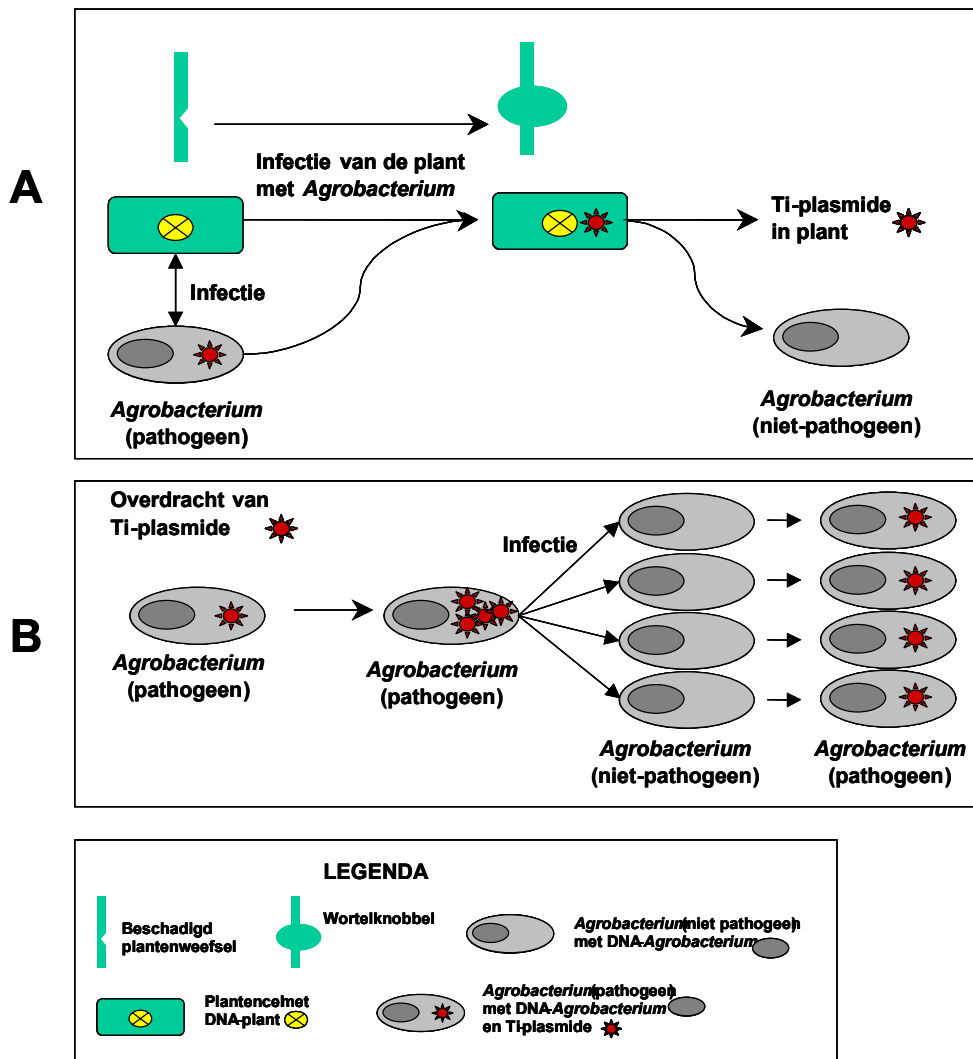 A
Infectie van de plant
met Agrobacterium
Ti-plasmide
in plant
Infectie
Agrobacterium
(pathogeen)
Agrobacterium
(niet-pathogeen)
B
Overdracht van
Ti-plasmide
Infectie
Agrobacterium
(pathogeen)
Agrobacterium
(pathogeen)
Agrobacterium
(niet-pathogeen)
Agrobacterium
(pathogeen)
LEGENDA
Beschadigd
plantenweefsel
Wortelknobbel
Agrobacterium(niet pathogeen)
met DNA-Agrobacterium
Plantencelmet
DNA-plant
Agrobacterium(pathogeen)
met DNA-Agrobacterium
en Ti-plasmide